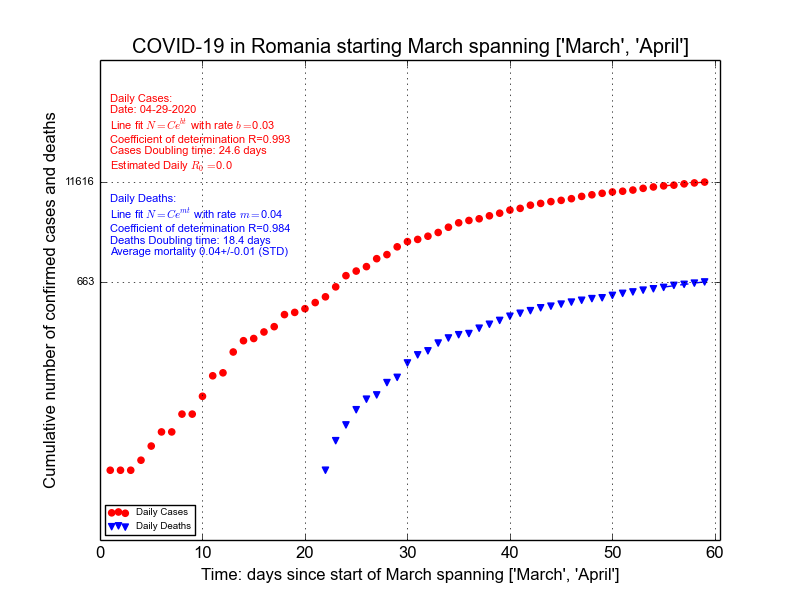 COVID-19 in Romania starting March spanning ['March', 'April']
Daily Cases:
Date: 04-29-2020
Line fit N = Ce^{bt} with rate b =0.03
Coefficient of determination R=0.993
Cases Doubling time: 24.6 days
Estimated Daily R_0 =0.0
Daily Deaths:
Line fit N = Ce^{mt} with rate m =0.04
Coefficient of determination R=0.984
Deaths Doubling time: 18.4 days
Average mortality 0.04+/-0.01 (STD)
11616
663
Cumulative number of confirmed cases and deaths
Daily Cases
Daily Deaths
0 10 20 30 40 50 60
Time: days since start of March spanning ['March', 'April']